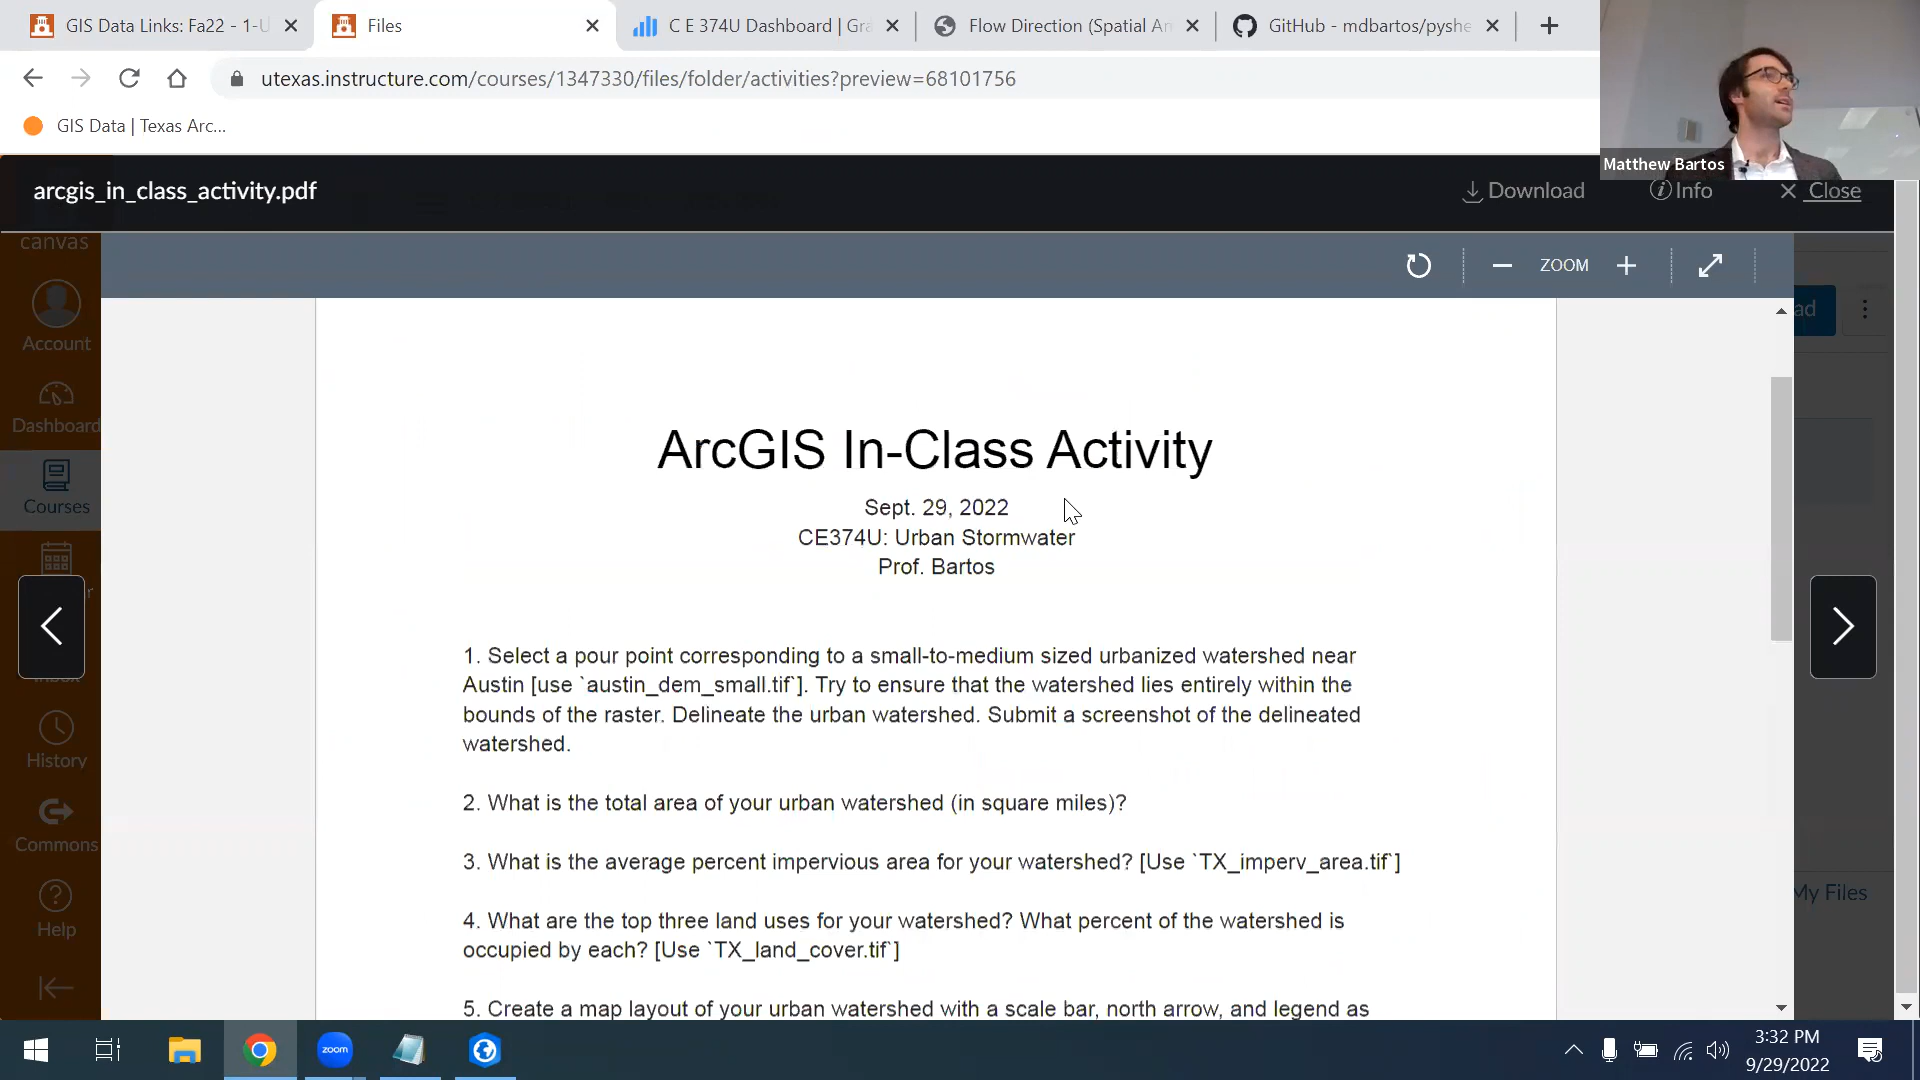 GIS Data Links: Fa22 - 1-U
Files
C E 374U Dashboard | Gra
Flow Direction (Spatial An
GitHub - mdbartos/pyshe
utexas.instructure.com/courses/1347330/files/folder/activities?preview=68101756
GIS Data | Texas Arc...
Matthew Bartos
arcgis_in_class_activity.pdf
Download
Info
Close
canvas
ZOOM
ad
Account
Dashboard
Courses
History
Commons
Help
My Files
ArcGIS In-Class Activity
Sept. 29, 2022
CE374U: Urban Stormwater
Prof. Bartos
1. Select a pour point corresponding to a small-to-medium sized urbanized watershed near
Austin [use `austin_dem_small.tif`]. Try to ensure that the watershed lies entirely within the
bounds of the raster. Delineate the urban watershed. Submit a screenshot of the delineated
watershed.
2. What is the total area of your urban watershed (in square miles)?
3. What is the average percent impervious area for your watershed? [Use `TX_imperv_area.tif`]
4. What are the top three land uses for your watershed? What percent of the watershed is
occupied by each? [Use `TX_land_cover.tif`]
5. Create a map layout of your urban watershed with a scale bar, north arrow, and legend as
zoom
3:32 PM
9/29/2022